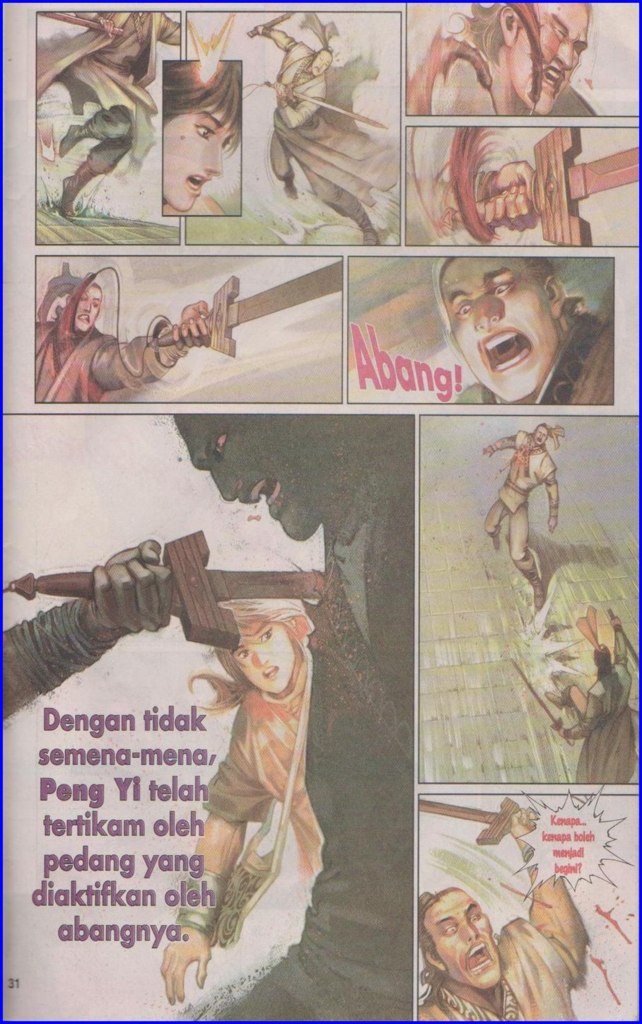 Abang!
Dengan tidak
semena-mena,
Peng Yi telah
tertikam oleh
pedang yang
diaktifkan oleh
abangnya.
Kenapa...
kenapa boleh
menjadi
begini?
31